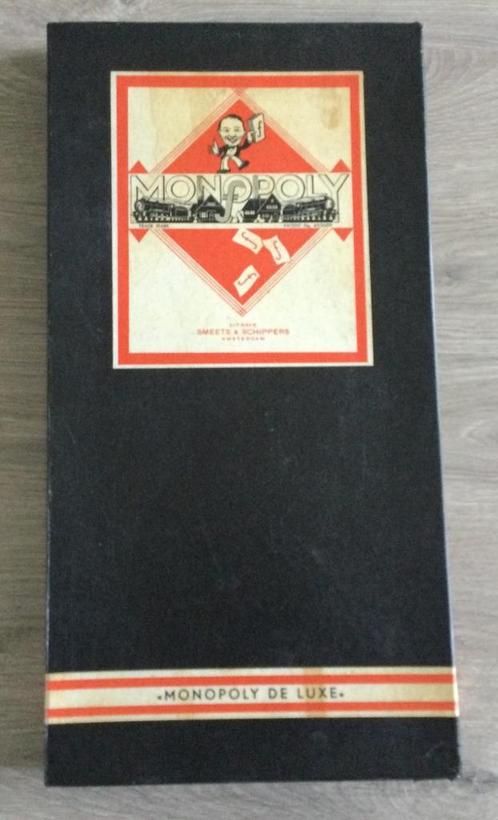 MONOPOLY
TRADE MARK
UITGAVE
SMEETS & SCHIPPERS
AMSTERDAM
•MONOPOLY DE LUXE•